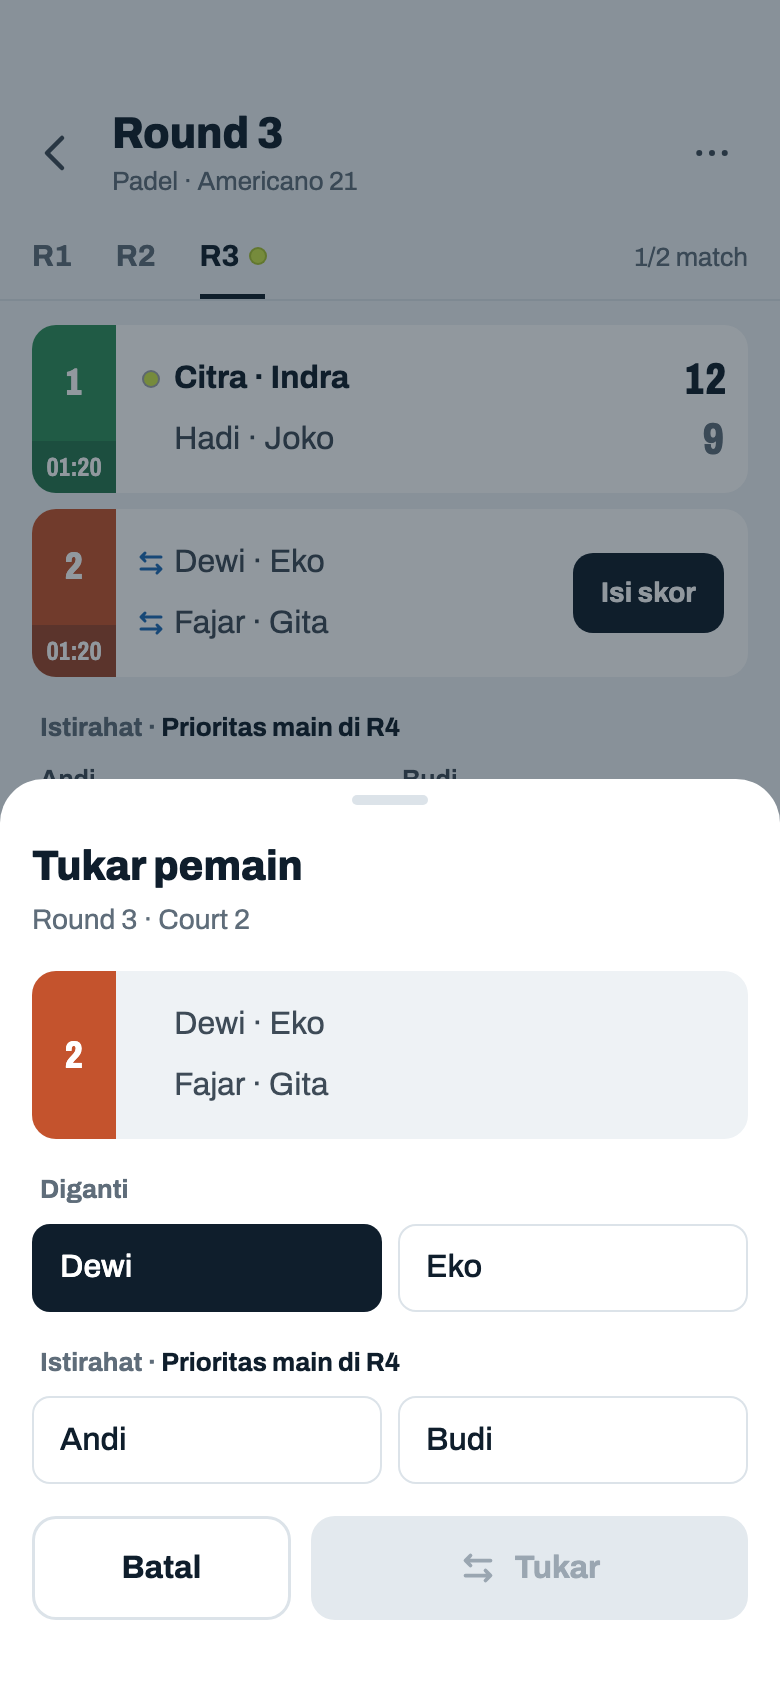 Round 3
Padel · Americano 21
R1 R2 R3 1/2 match
1 Citra · Indra 12
Hadi · Joko 9
01:20
2 Dewi · Eko
Fajar · Gita
Isi skor
01:20
Istirahat · Prioritas main di R4
Andi Budi
Tukar pemain
Round 3 · Court 2
2 Dewi · Eko
Fajar · Gita
Diganti
Dewi Eko
Istirahat · Prioritas main di R4
Andi Budi
Batal Tukar